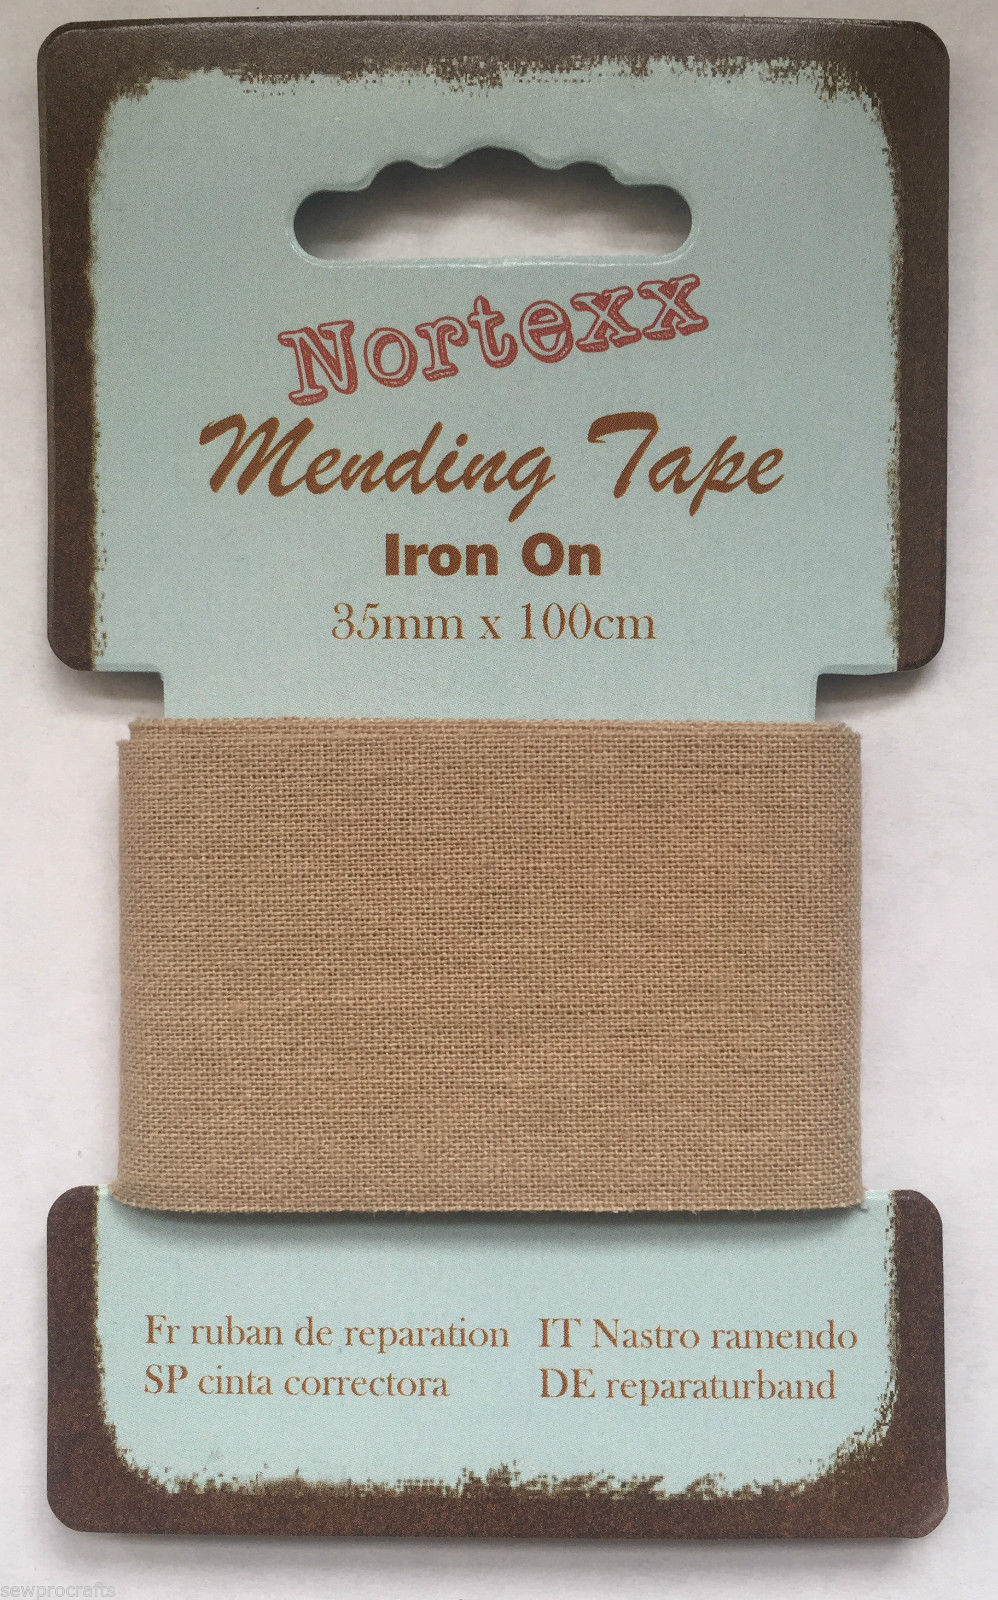 Nortexx
Mending Tape
Iron On
35mm x 100cm
Fr ruban de reparation
SP cinta correctora
IT Nastro ramendo
DE reparaturband
sewprocrafts